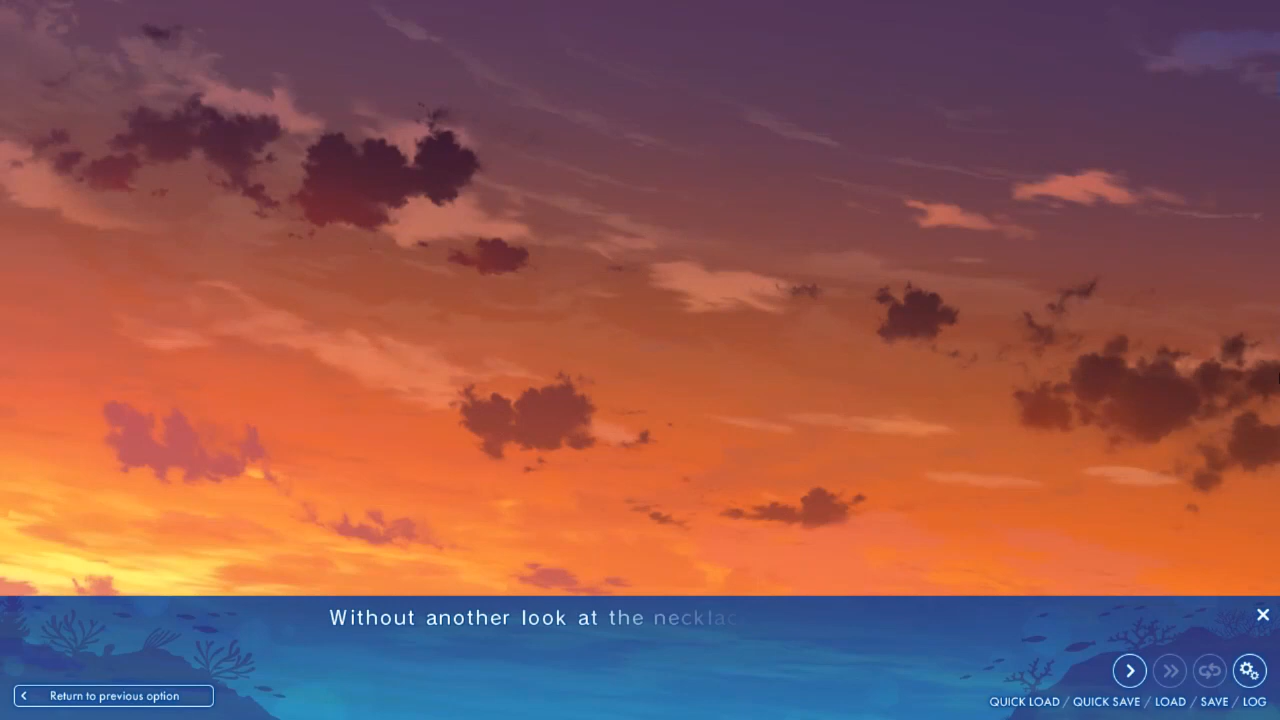 Without another look at the necklac
Return to previous option
QUICK LOAD / QUICK SAVE / LOAD / SAVE / LOG